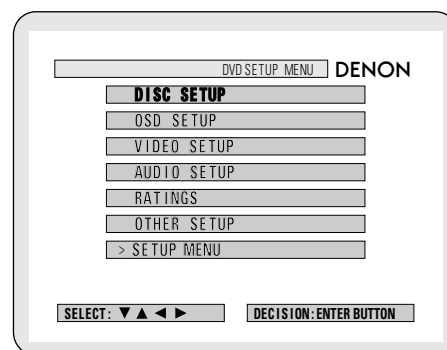 DVD SETUP MENU DENON
DISC SETUP
OSD SETUP
VIDEO SETUP
AUDIO SETUP
RATINGS
OTHER SETUP
> SETUP MENU
SELECT: ▼ ▲ ◄ ► DECISION: ENTER BUTTON